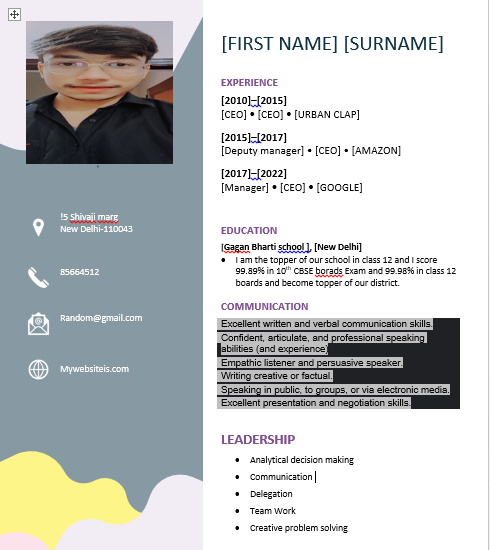 !5 Shivaji marg
New Delhi-110043
85664512
Random@gmail.com
Mywebsiteis.com
[FIRST NAME] [SURNAME]
EXPERIENCE
[2010]–[2015]
[CEO] • [CEO] • [URBAN CLAP]
[2015]–[2017]
[Deputy manager] • [CEO] • [AMAZON]
[2017]–[2022]
[Manager] • [CEO] • [GOOGLE]
EDUCATION
[Gagan Bharti school ], [New Delhi]
• I am the topper of our school in class 12 and I score
99.89% in 10th CBSE borads Exam and 99.98% in class 12
boards and become topper of our district.
COMMUNICATION
Excellent written and verbal communication skills.
Confident, articulate, and professional speaking
abilities (and experience)
Empathic listener and persuasive speaker.
Writing creative or factual.
Speaking in public, to groups, or via electronic media.
Excellent presentation and negotiation skills.
LEADERSHIP
• Analytical decision making
• Communication
• Delegation
• Team Work
• Creative problem solving